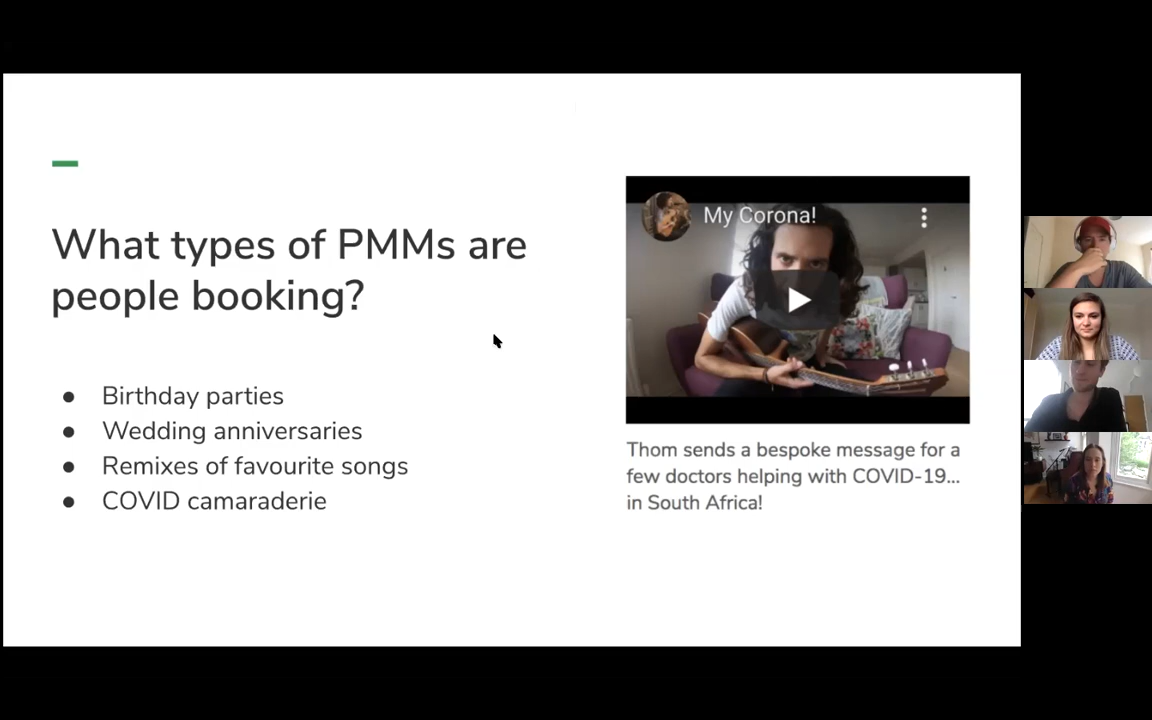 What types of PMMs are
people booking?
● Birthday parties
● Wedding anniversaries
● Remixes of favourite songs
● COVID camaraderie
My Corona!
Thom sends a bespoke message for a
few doctors helping with COVID-19...
in South Africa!